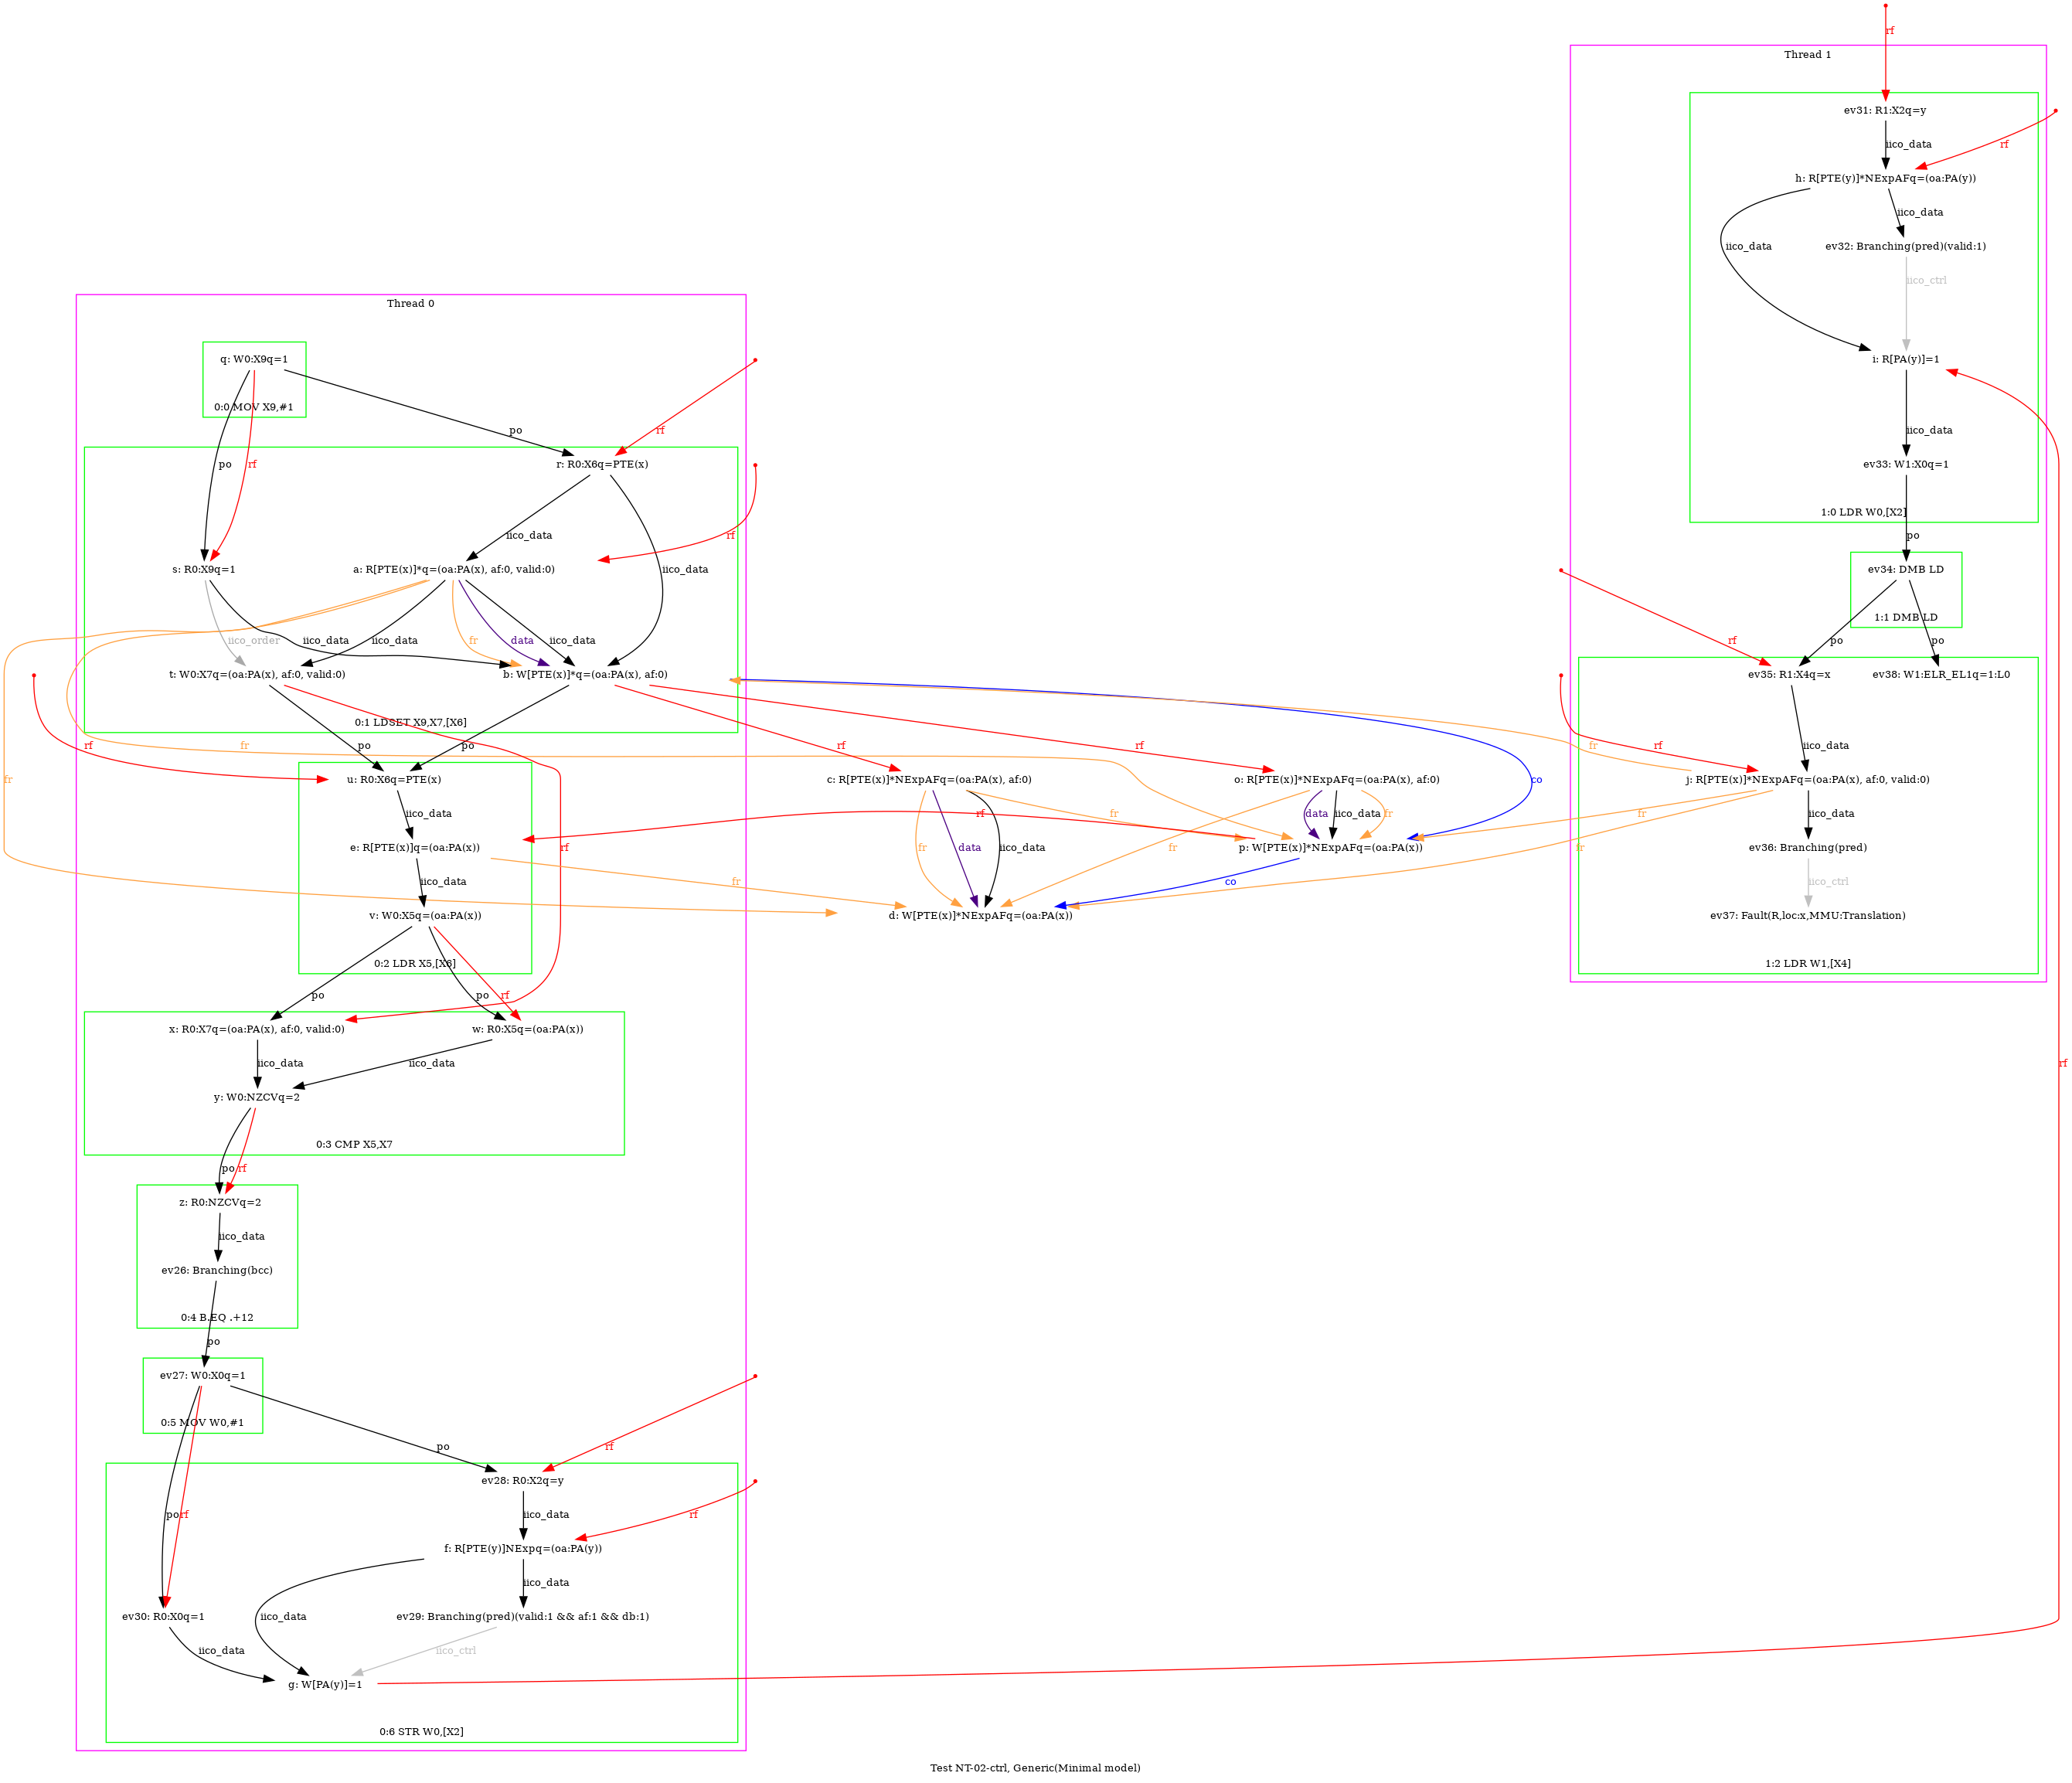 rf
Thread 1
ev31: R1:X2q=y
iico_data
rf
h: R[PTE(y)]*NExpAFq=(oa:PA(y))
iico_data
iico_data
ev32: Branching(pred)(valid:1)
iico_ctrl
i: R[PA(y)]=1
iico_data
ev33: W1:X0q=1
1:0 LDR W0,[X2]
po
ev34: DMB LD
1:1 DMB LD
po
po
rf
ev35: R1:X4q=x
ev38: W1:ELR_EL1q=1:L0
rf
iico_data
fr
j: R[PTE(x)]*NExpAFq=(oa:PA(x), af:0, valid:0)
fr
iico_data
fr
ev36: Branching(pred)
iico_ctrl
ev37: Fault(R,loc:x,MMU:Translation)
1:2 LDR W1,[X4]
rf
Thread 0
q: W0:X9q=1
0:0 MOV X9,#1
po
rf
po
rf
r: R0:X6q=PTE(x)
iico_data
rf
iico_data
s: R0:X9q=1
a: R[PTE(x)]*q=(oa:PA(x), af:0, valid:0)
iico_order
iico_data
iico_data
fr
data
iico_data
t: W0:X7q=(oa:PA(x), af:0, valid:0)
b: W[PTE(x)]*q=(oa:PA(x), af:0)
0:1 LDSET X9,X7,[X6]
rf
fr
po
po
rf
rf
fr
u: R0:X6q=PTE(x)
c: R[PTE(x)]*NExpAFq=(oa:PA(x), af:0)
o: R[PTE(x)]*NExpAFq=(oa:PA(x), af:0)
co
iico_data
rf
fr
data
iico_data
fr
e: R[PTE(x)]q=(oa:PA(x))
rf
fr
data
iico_data
fr
p: W[PTE(x)]*NExpAFq=(oa:PA(x))
iico_data
fr
co
v: W0:X5q=(oa:PA(x))
d: W[PTE(x)]*NExpAFq=(oa:PA(x))
0:2 LDR X5,[X6]
po
po
rf
x: R0:X7q=(oa:PA(x), af:0, valid:0)
w: R0:X5q=(oa:PA(x))
iico_data
iico_data
y: W0:NZCVq=2
0:3 CMP X5,X7
po
rf
z: R0:NZCVq=2
iico_data
ev26: Branching(bcc)
0:4 B.EQ .+12
po
ev27: W0:X0q=1
0:5 MOV W0,#1
po
rf
po
rf
ev28: R0:X2q=y
iico_data
rf
f: R[PTE(y)]NExpq=(oa:PA(y))
iico_data
iico_data
ev30: R0:X0q=1
ev29: Branching(pred)(valid:1 && af:1 && db:1)
iico_data
iico_ctrl
g: W[PA(y)]=1
0:6 STR W0,[X2]
Test NT-02-ctrl, Generic(Minimal model)